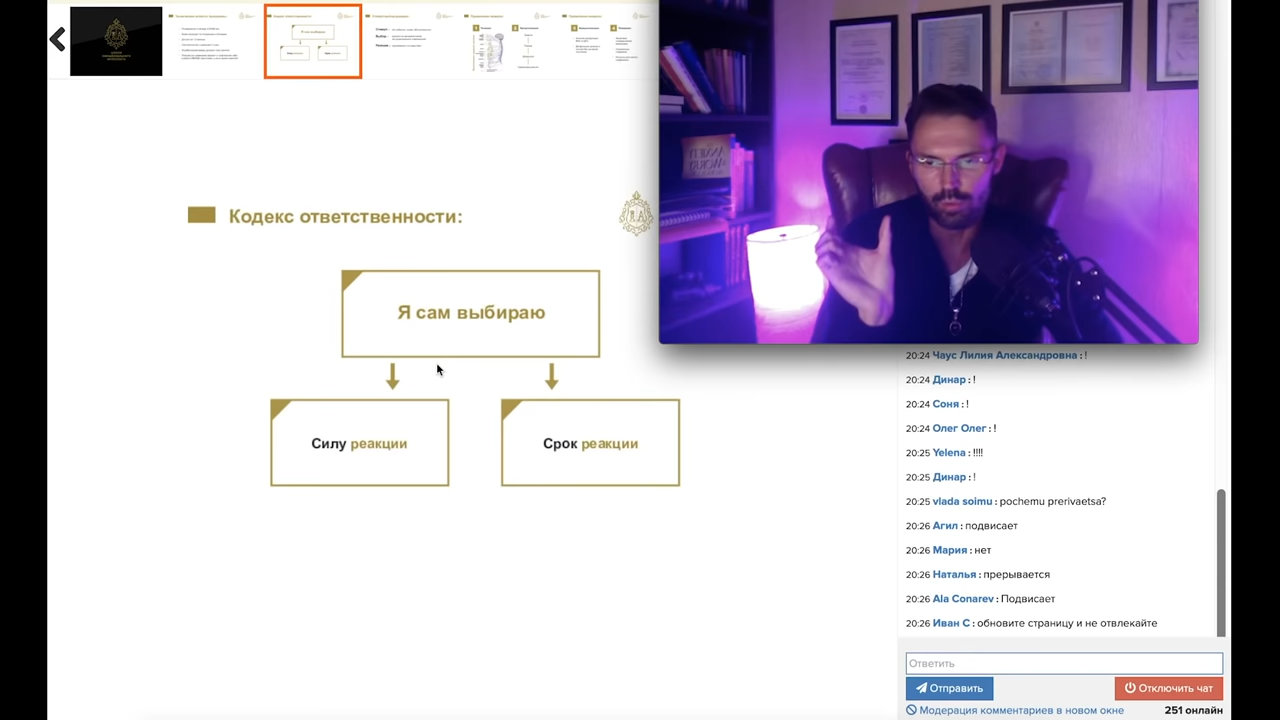 Кодекс ответственности:
Я сам выбираю
Силу реакции
Срок реакции
20:24 Чаус Лилия Александровна : !
20:24 Динар : !
20:24 Соня : !
20:24 Олег Олег : !
20:25 Yelena : !!!!
20:25 Динар : !
20:25 vlada soimu : pochemu prerivaetsa?
20:26 Агил : подвисает
20:26 Мария : нет
20:26 Наталья : прерывается
20:26 Ala Conarev : Подвисает
20:26 Иван С : обновите страницу и не отвлекайте
Ответить
Отправить
Отключить чат
Модерация комментариев в новом окне
251 онлайн